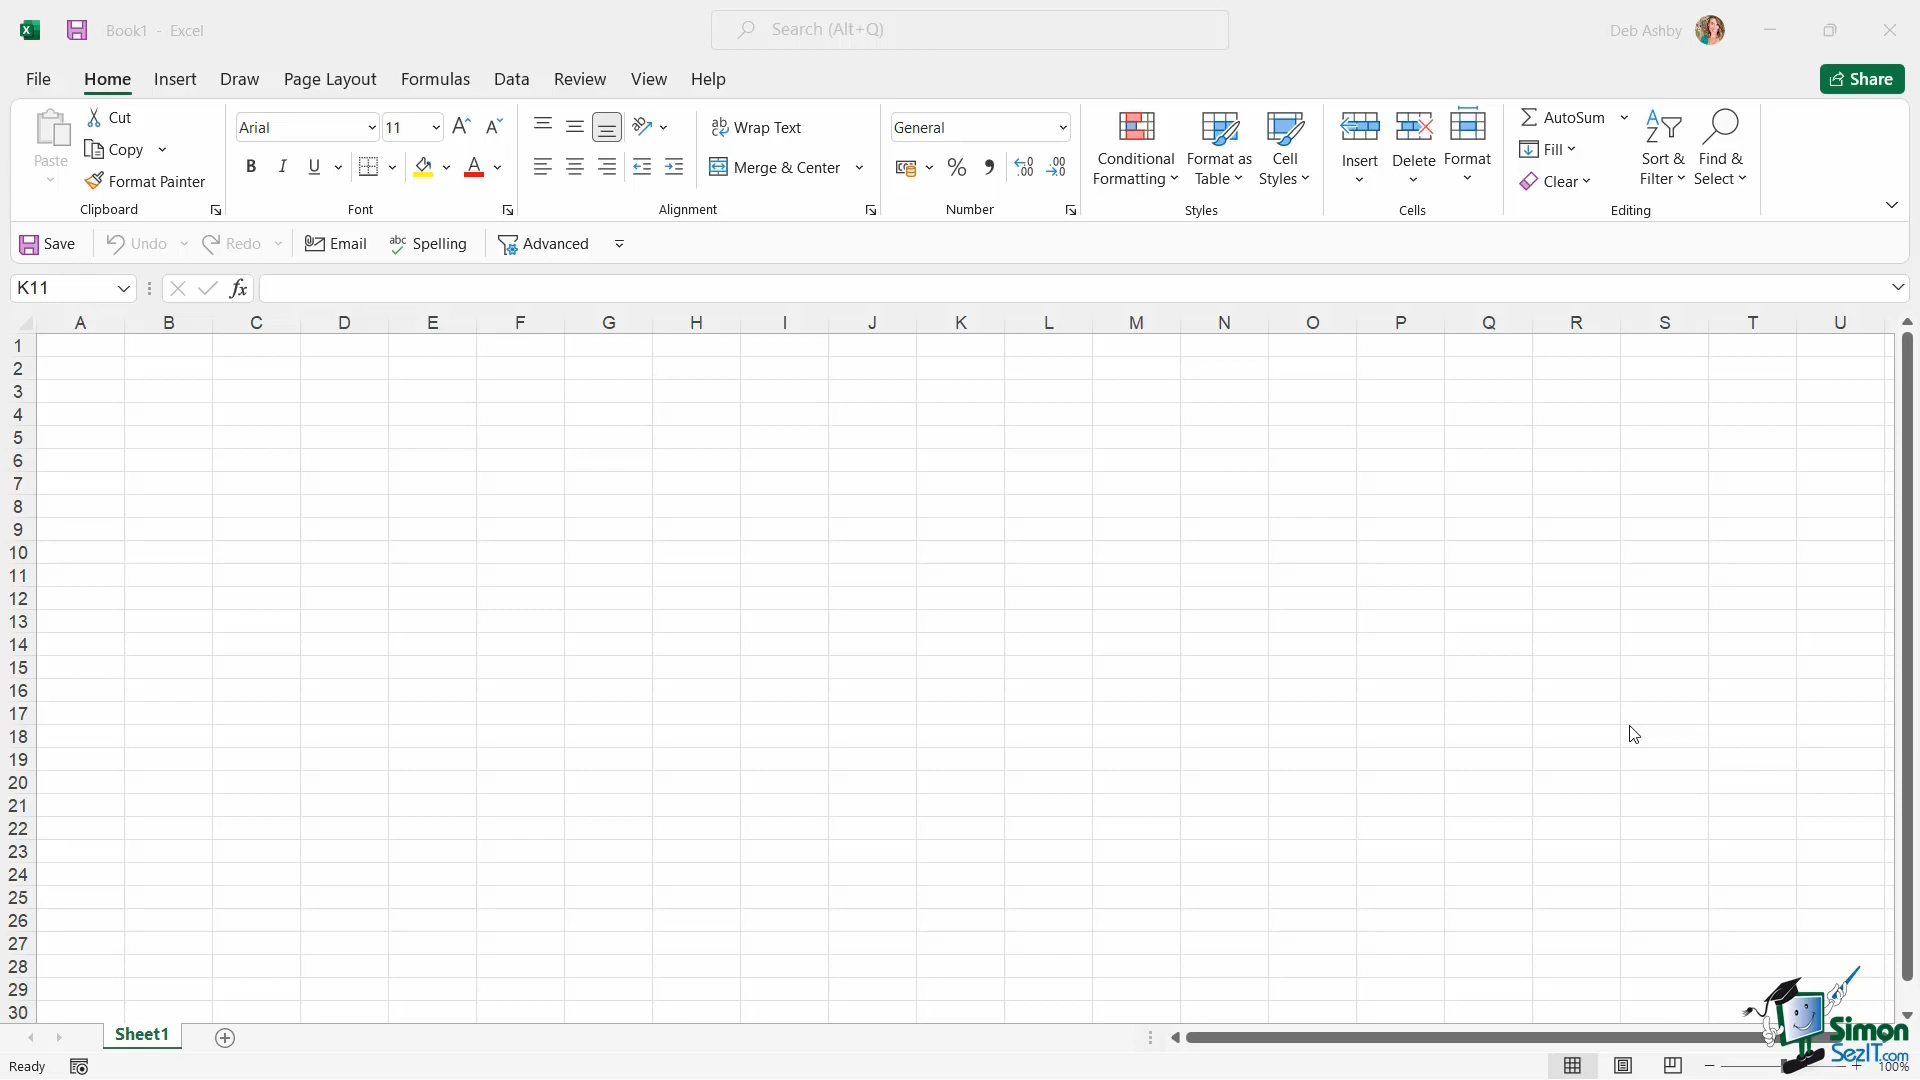 Book1 - Excel
Search (Alt+Q)
Deb Ashby
File Home Insert Draw Page Layout Formulas Data Review View Help
Share
Paste
Cut
Copy
Format Painter
Clipboard
Arial 11
B I U
Font
Wrap Text
Merge & Center
Alignment
General
Number
Conditional Formatting
Format as Table
Cell Styles
Styles
Insert Delete Format
Cells
AutoSum
Fill
Clear
Sort & Filter
Find & Select
Editing
Save Undo Redo Email Spelling Advanced
K11
fx
A B C D E F G H I J K L M N O P Q R S T U
1
2
3
4
5
6
7
8
9
10
11
12
13
14
15
16
17
18
19
20
21
22
23
24
25
26
27
28
29
30
Sheet1
Simon
SezIT.com
Ready
100%